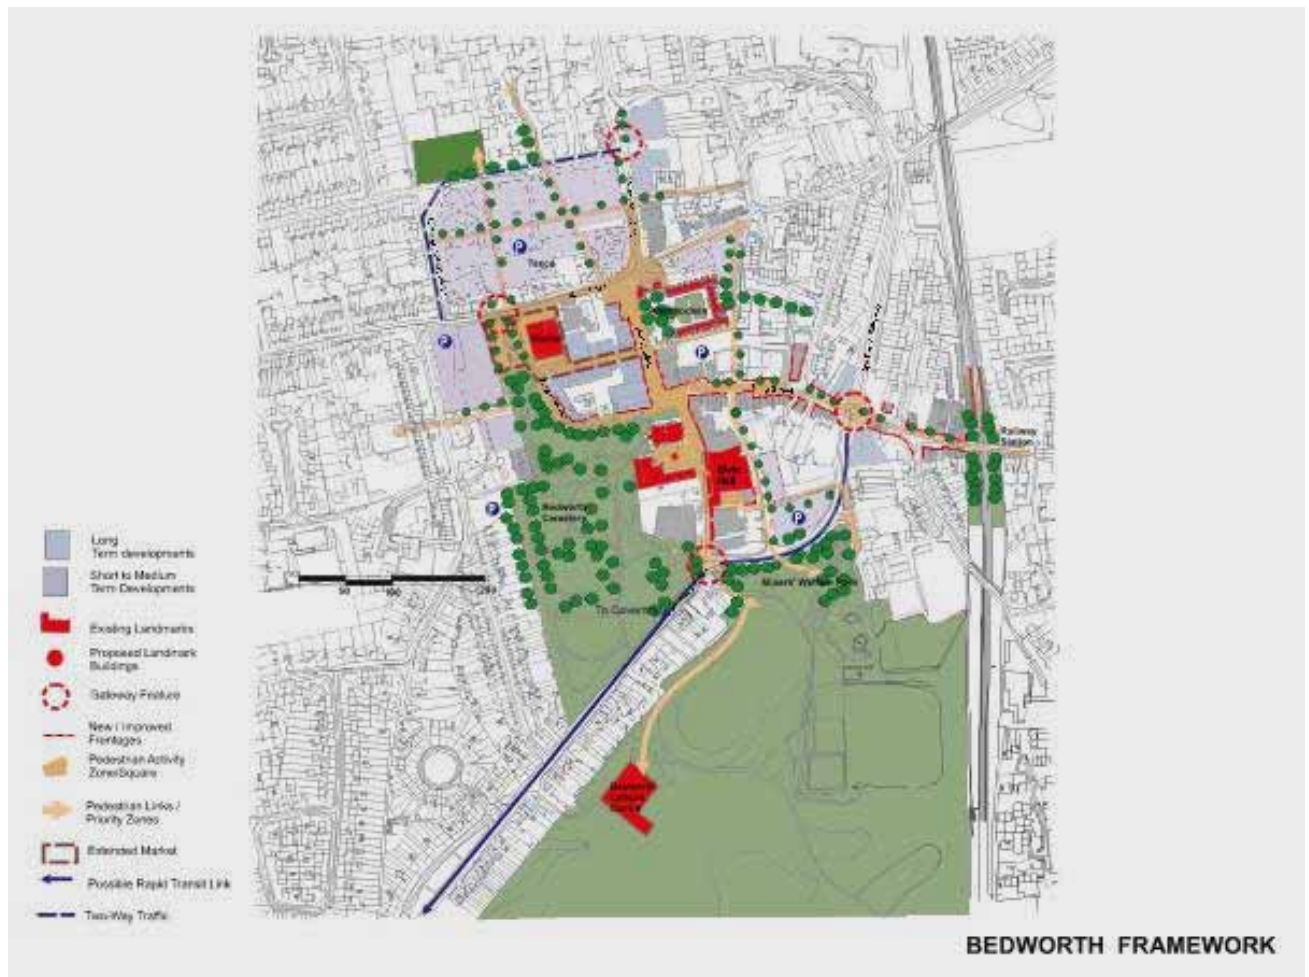 P
Tesco
P
P
Railway
Station
Civic
Hall
Bedworth
Cemetery
P
P
Miners' Welfare Park
To Coventry
Long
Term developments
Short to Medium
Term Developments
50 100 200
Existing Landmarks
Proposed Landmark
Buildings
Gateway Feature
New / Improved
Frontages
Pedestrian Activity
Zone/Square
Pedestrian Links /
Priority Zones
Extended Market
Possible Rapid Transit Link
Two-Way Traffic
BEDWORTH FRAMEWORK